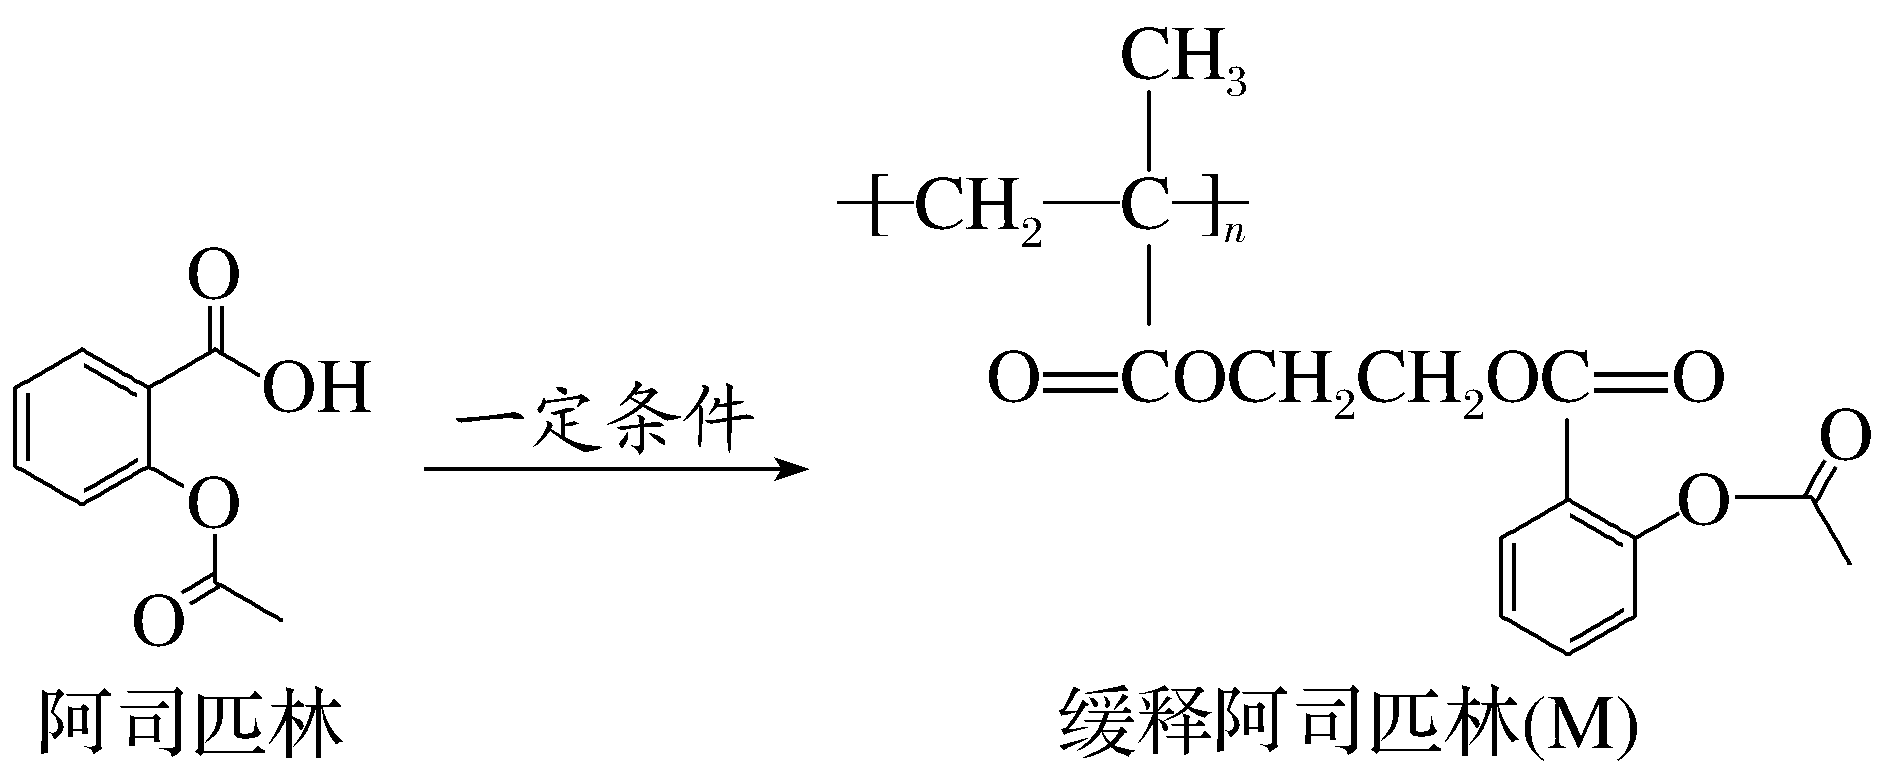 CH₃
[CH₂—C]ₙ
O
OH
O=COCH₂CH₂OC=O
一定条件
O
O
O
O
阿司匹林
缓释阿司匹林(M)